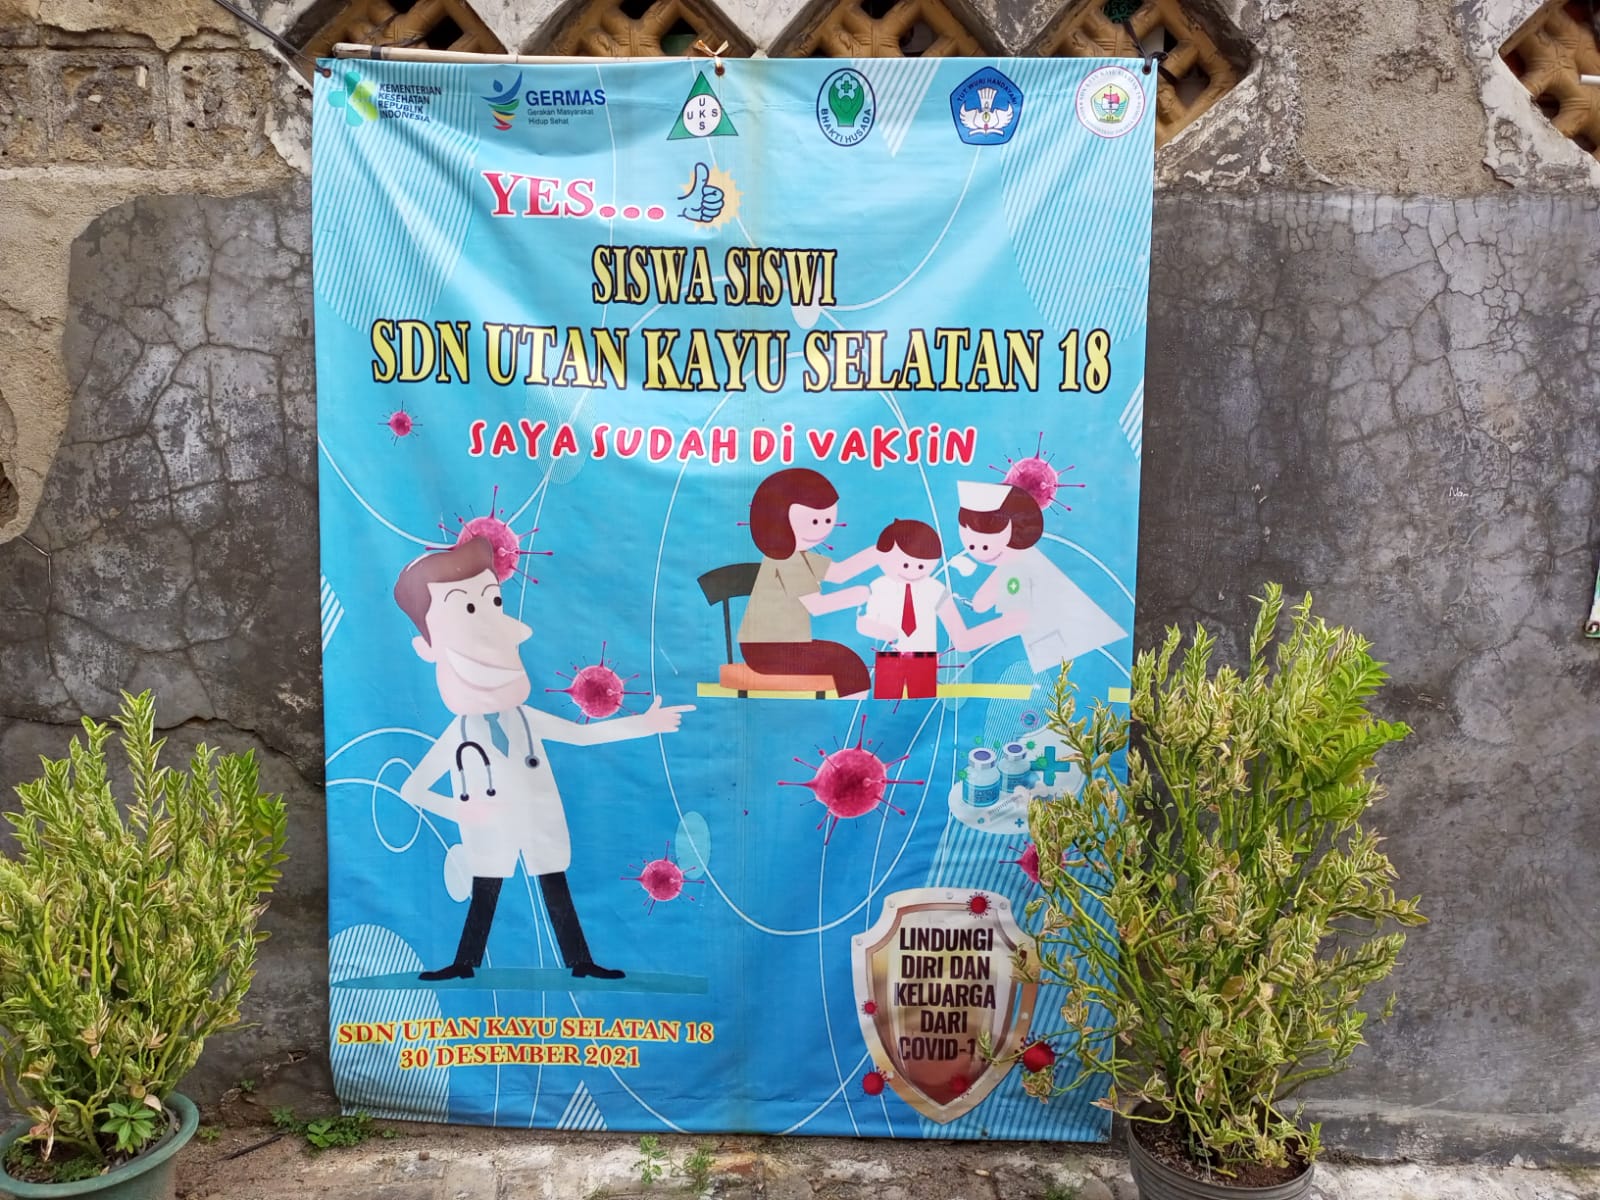 KEMENTERIAN
KESEHATAN
REPUBLIK
INDONESIA
GERMAS
Gerakan Masyarakat
Hidup Sehat
U
UKS
S
BHAKTI HUSADA
TUT WURI HANDAYANI
YES...
SISWA SISWI
SDN UTAN KAYU SELATAN 18
SAYA SUDAH Di VAKSiN
LINDUNGI
DIRI DAN
KELUARGA
DARI
COVID-1
SDN UTAN KAYU SELATAN 18
30 DESEMBER 2021